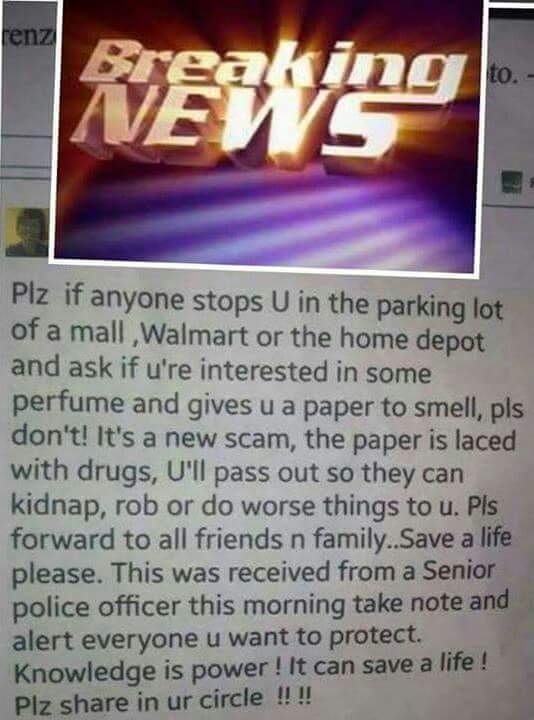 renz
to. -
Breaking
NEWS
Plz if anyone stops U in the parking lot
of a mall ,Walmart or the home depot
and ask if u're interested in some
perfume and gives u a paper to smell, pls
don't! It's a new scam, the paper is laced
with drugs, U'll pass out so they can
kidnap, rob or do worse things to u. Pls
forward to all friends n family..Save a life
please. This was received from a Senior
police officer this morning take note and
alert everyone u want to protect.
Knowledge is power ! It can save a life !
Plz share in ur circle !! !!